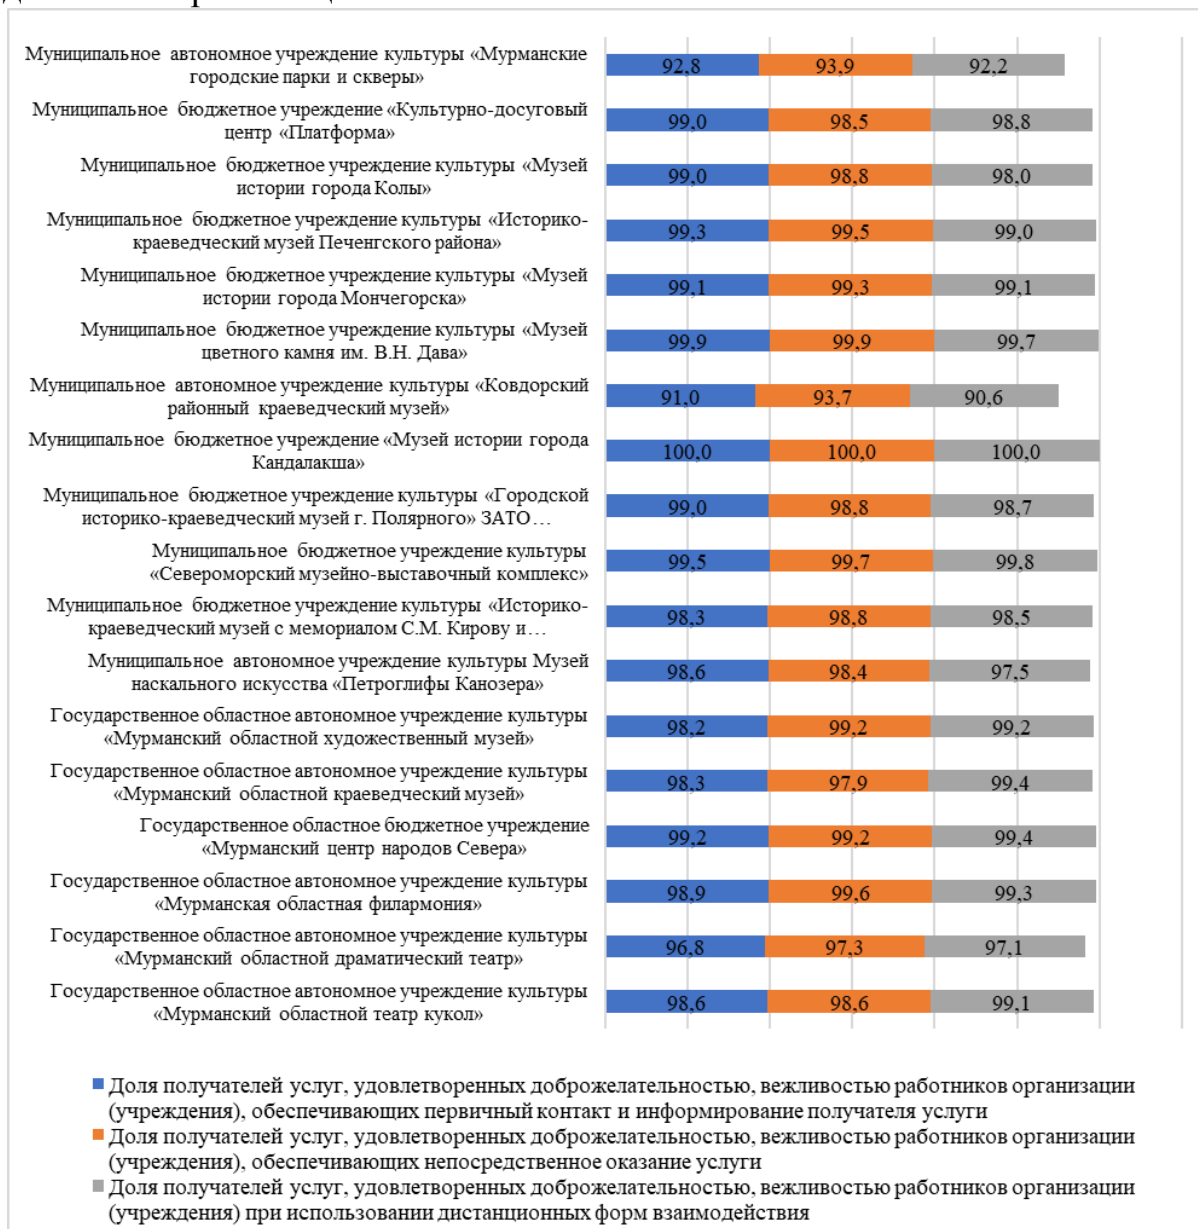 Муниципальное автономное учреждение культуры «Мурманские
городские парки и скверы»
92,8 93,9 92,2
Муниципальное бюджетное учреждение «Культурно-досуговый
центр «Платформа»
99,0 98,5 98,8
Муниципальное бюджетное учреждение культуры «Музей
истории города Колы»
99,0 98,8 98,0
Муниципальное бюджетное учреждение культуры «Историко-
краеведческий музей Печенгского района»
99,3 99,5 99,0
Муниципальное бюджетное учреждение культуры «Музей
истории города Мончегорска»
99,1 99,3 99,1
Муниципальное бюджетное учреждение культуры «Музей
цветного камня им. В.Н. Дава»
99,9 99,9 99,7
Муниципальное автономное учреждение культуры «Ковдорский
районный краеведческий музей»
91,0 93,7 90,6
Муниципальное бюджетное учреждение «Музей истории города
Кандалакша»
100,0 100,0 100,0
Муниципальное бюджетное учреждение культуры «Городской
историко-краеведческий музей г. Полярного» ЗАТО…
99,0 98,8 98,7
Муниципальное бюджетное учреждение культуры
«Североморский музейно-выставочный комплекс»
99,5 99,7 99,8
Муниципальное бюджетное учреждение культуры «Историко-
краеведческий музей с мемориалом С.М. Кирову и…
98,3 98,8 98,5
Муниципальное автономное учреждение культуры Музей
наскального искусства «Петроглифы Канозера»
98,6 98,4 97,5
Государственное областное автономное учреждение культуры
«Мурманский областной художественный музей»
98,2 99,2 99,2
Государственное областное автономное учреждение культуры
«Мурманский областной краеведческий музей»
98,3 97,9 99,4
Государственное областное бюджетное учреждение
«Мурманский центр народов Севера»
99,2 99,2 99,4
Государственное областное автономное учреждение культуры
«Мурманская областная филармония»
98,9 99,6 99,3
Государственное областное автономное учреждение культуры
«Мурманский областной драматический театр»
96,8 97,3 97,1
Государственное областное автономное учреждение культуры
«Мурманский областной театр кукол»
98,6 98,6 99,1
Доля получателей услуг, удовлетворенных доброжелательностью, вежливостью работников организации
(учреждения), обеспечивающих первичный контакт и информирование получателя услуги
Доля получателей услуг, удовлетворенных доброжелательностью, вежливостью работников организации
(учреждения), обеспечивающих непосредственное оказание услуги
Доля получателей услуг, удовлетворенных доброжелательностью, вежливостью работников организации
(учреждения) при использовании дистанционных форм взаимодействия